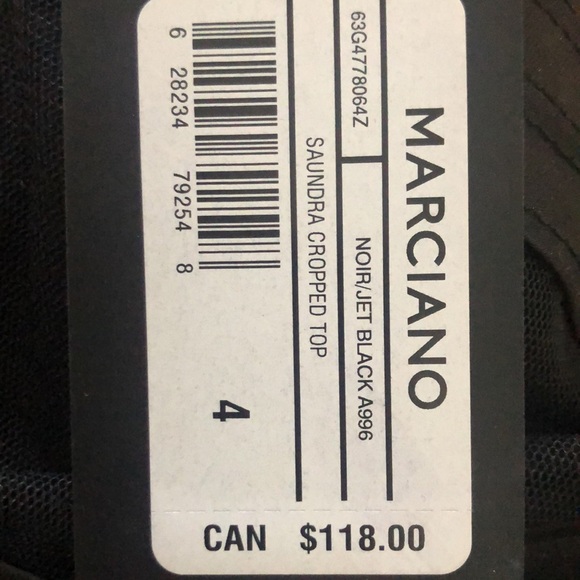 MARCIANO
63G4778064Z NOIR/JET BLACK A996
SAUNDRA CROPPED TOP
6 28234 79254 8
4
CAN $118.00